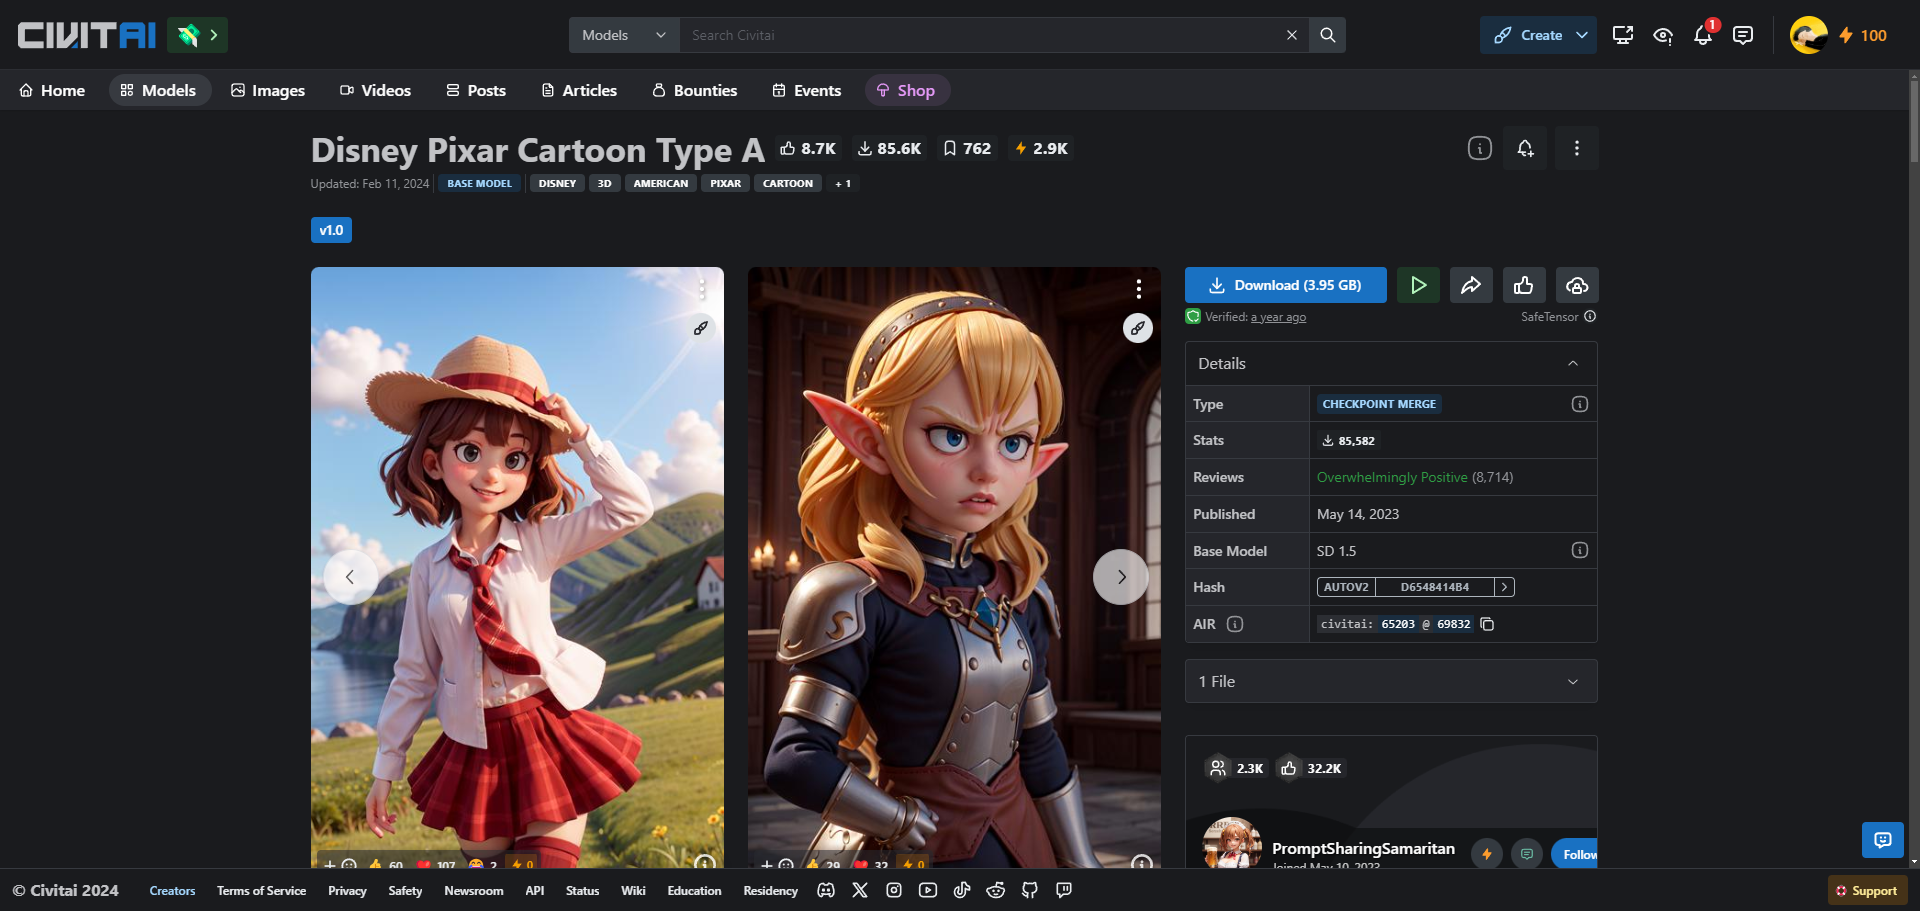 CIVITAI
Models
Search Civitai
Create
1
100
Home
Models
Images
Videos
Posts
Articles
Bounties
Events
Shop
Disney Pixar Cartoon Type A
8.7K
85.6K
762
2.9K
Updated: Feb 11, 2024
BASE MODEL
DISNEY
3D
AMERICAN
PIXAR
CARTOON
+ 1
v1.0
Download (3.95 GB)
Verified: a year ago
SafeTensor
Details
Type
CHECKPOINT MERGE
Stats
85,582
Reviews
Overwhelmingly Positive (8,714)
Published
May 14, 2023
Base Model
SD 1.5
Hash
AUTOV2
D6548414B4
AIR
civitai: 65203 @ 69832
1 File
2.3K
32.2K
PromptSharingSamaritan
Joined May 10, 2023
Follow
60
107
2
0
29
32
0
© Civitai 2024
Creators
Terms of Service
Privacy
Safety
Newsroom
API
Status
Wiki
Education
Residency
Support